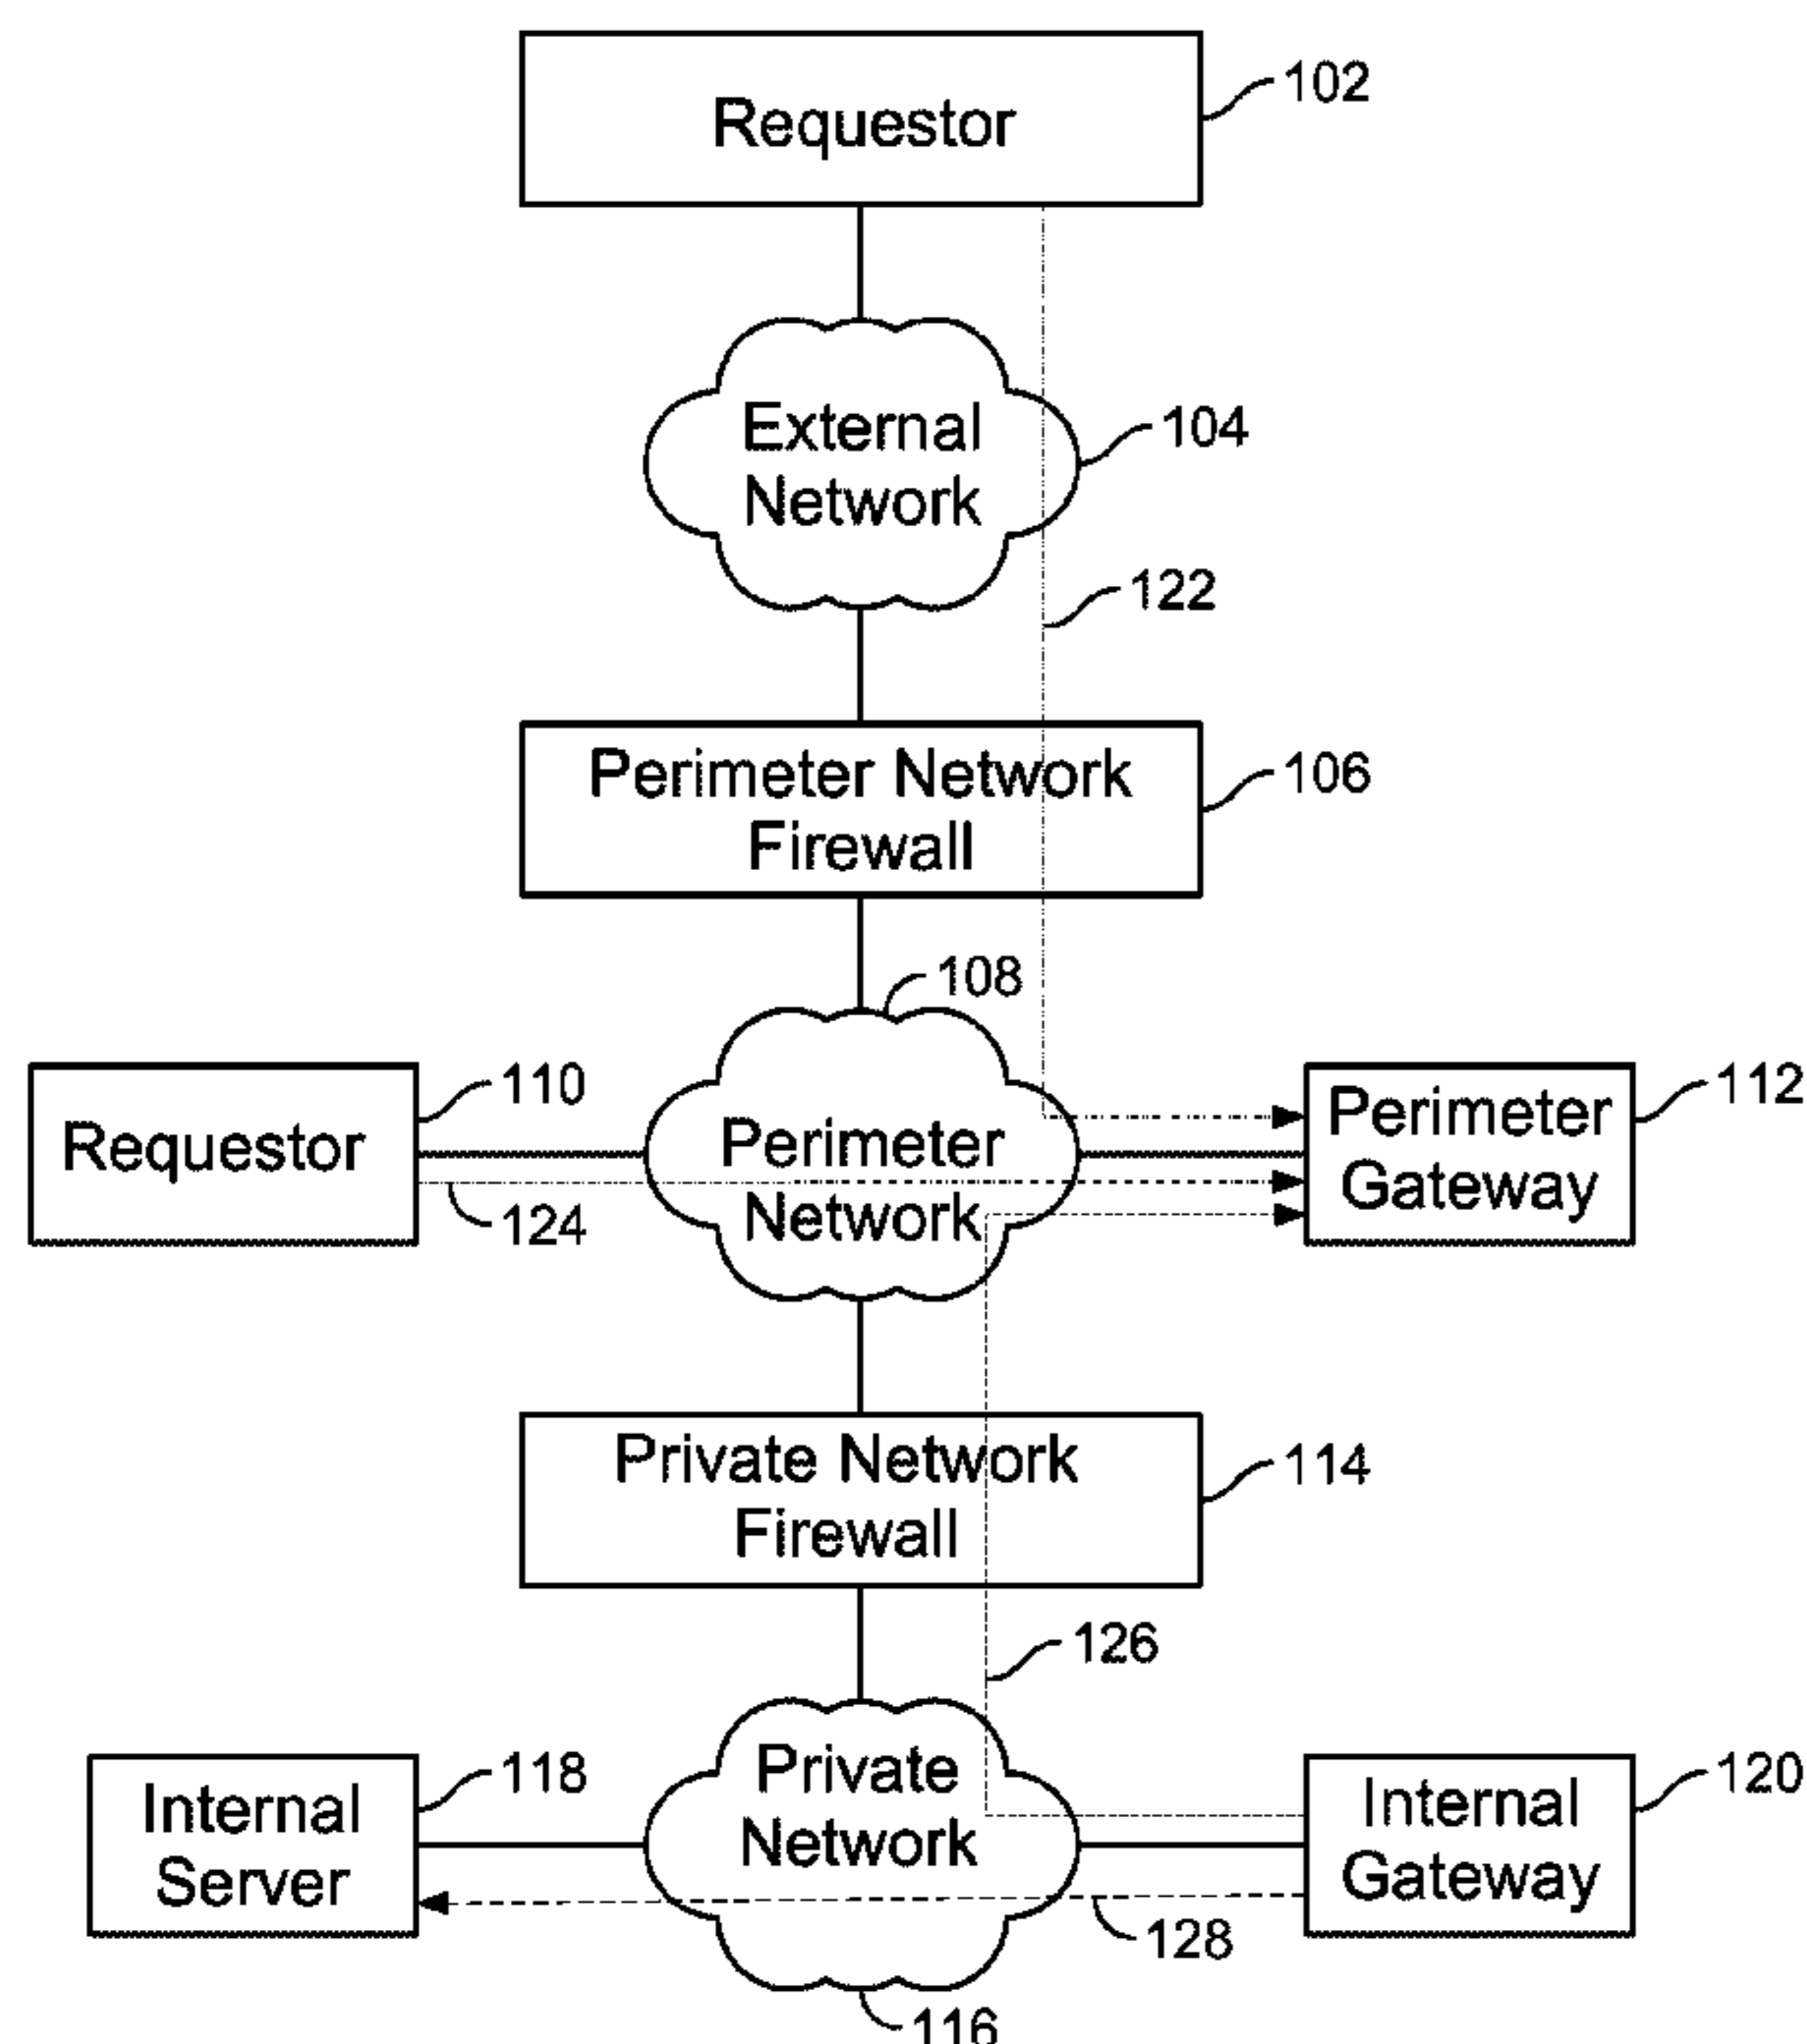 Requestor
102
External
Network
104
122
Perimeter Network
Firewall
106
108
Requestor
110
124
Perimeter
Network
Perimeter
Gateway
112
Private Network
Firewall
114
126
Internal
Server
118
Private
Network
Internal
Gateway
120
128
116